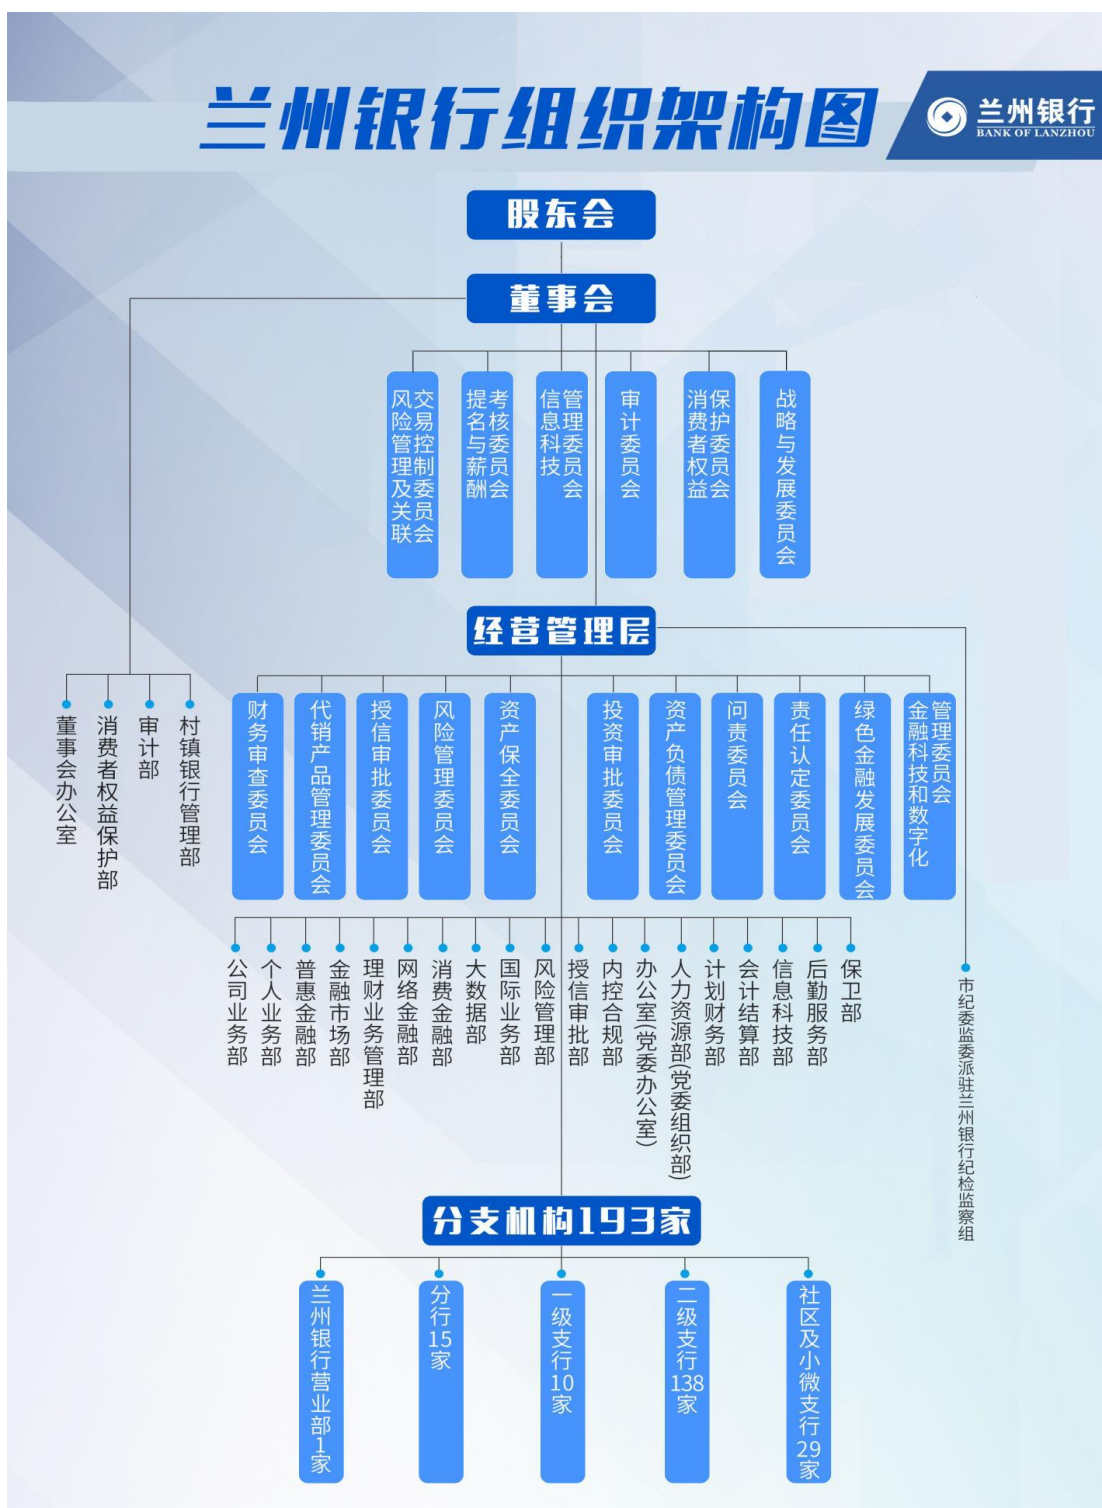 兰州银行组织架构图
兰州银行
BANK OF LANZHOU
股东会
董事会
风险管理及关联
交易控制委员会
提名与薪酬
考核委员会
信息科技
管理委员会
审计委员会
消费者权益
保护委员会
战略与发展委员会
经营管理层
董事会办公室
消费者权益保护部
审计部
村镇银行管理部
财务审查委员会
代销产品管理委员会
授信审批委员会
风险管理委员会
资产保全委员会
投资审批委员会
资产负债管理委员会
问责委员会
责任认定委员会
绿色金融发展委员会
金融科技和数字化
管理委员会
公司业务部
个人业务部
普惠金融部
金融市场部
理财业务管理部
网络金融部
消费金融部
大数据部
国际业务部
风险管理部
授信审批部
内控合规部
办公室(党委办公室)
人力资源部(党委组织部)
计划财务部
会计结算部
信息科技部
后勤服务部
保卫部
市纪委监委派驻兰州银行纪检监察组
分支机构193家
兰州银行营业部1家
分行15家
一级支行10家
二级支行138家
社区及小微支行29家